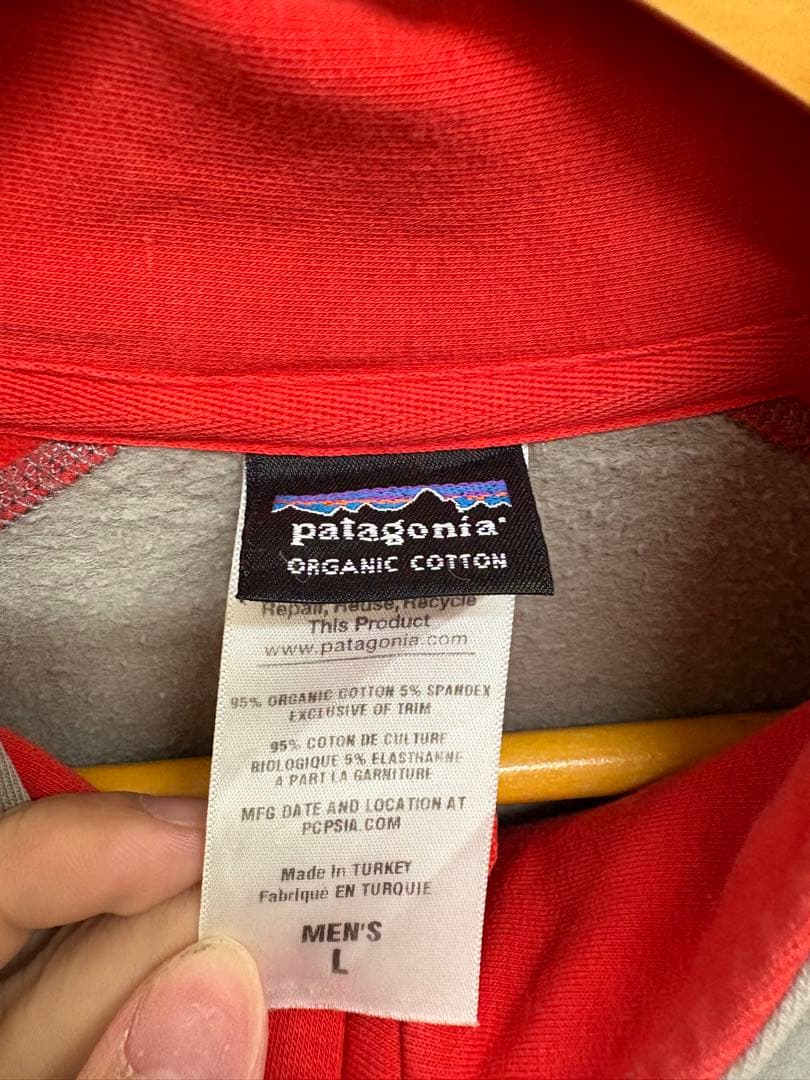 patagonia
ORGANIC COTTON
Repair, Reuse, Recycle
This Product
www.patagonia.com
95% ORGANIC COTTON 5% SPANDEX
EXCLUSIVE OF TRIM
95% COTON DE CULTURE
BIOLOGIQUE 5% ELASTHANNE
A PART LA GARNITURE
MFG DATE AND LOCATION AT
PCPSIA.COM
Made in TURKEY
Fabriqué EN TURQUIE
MEN'S
L